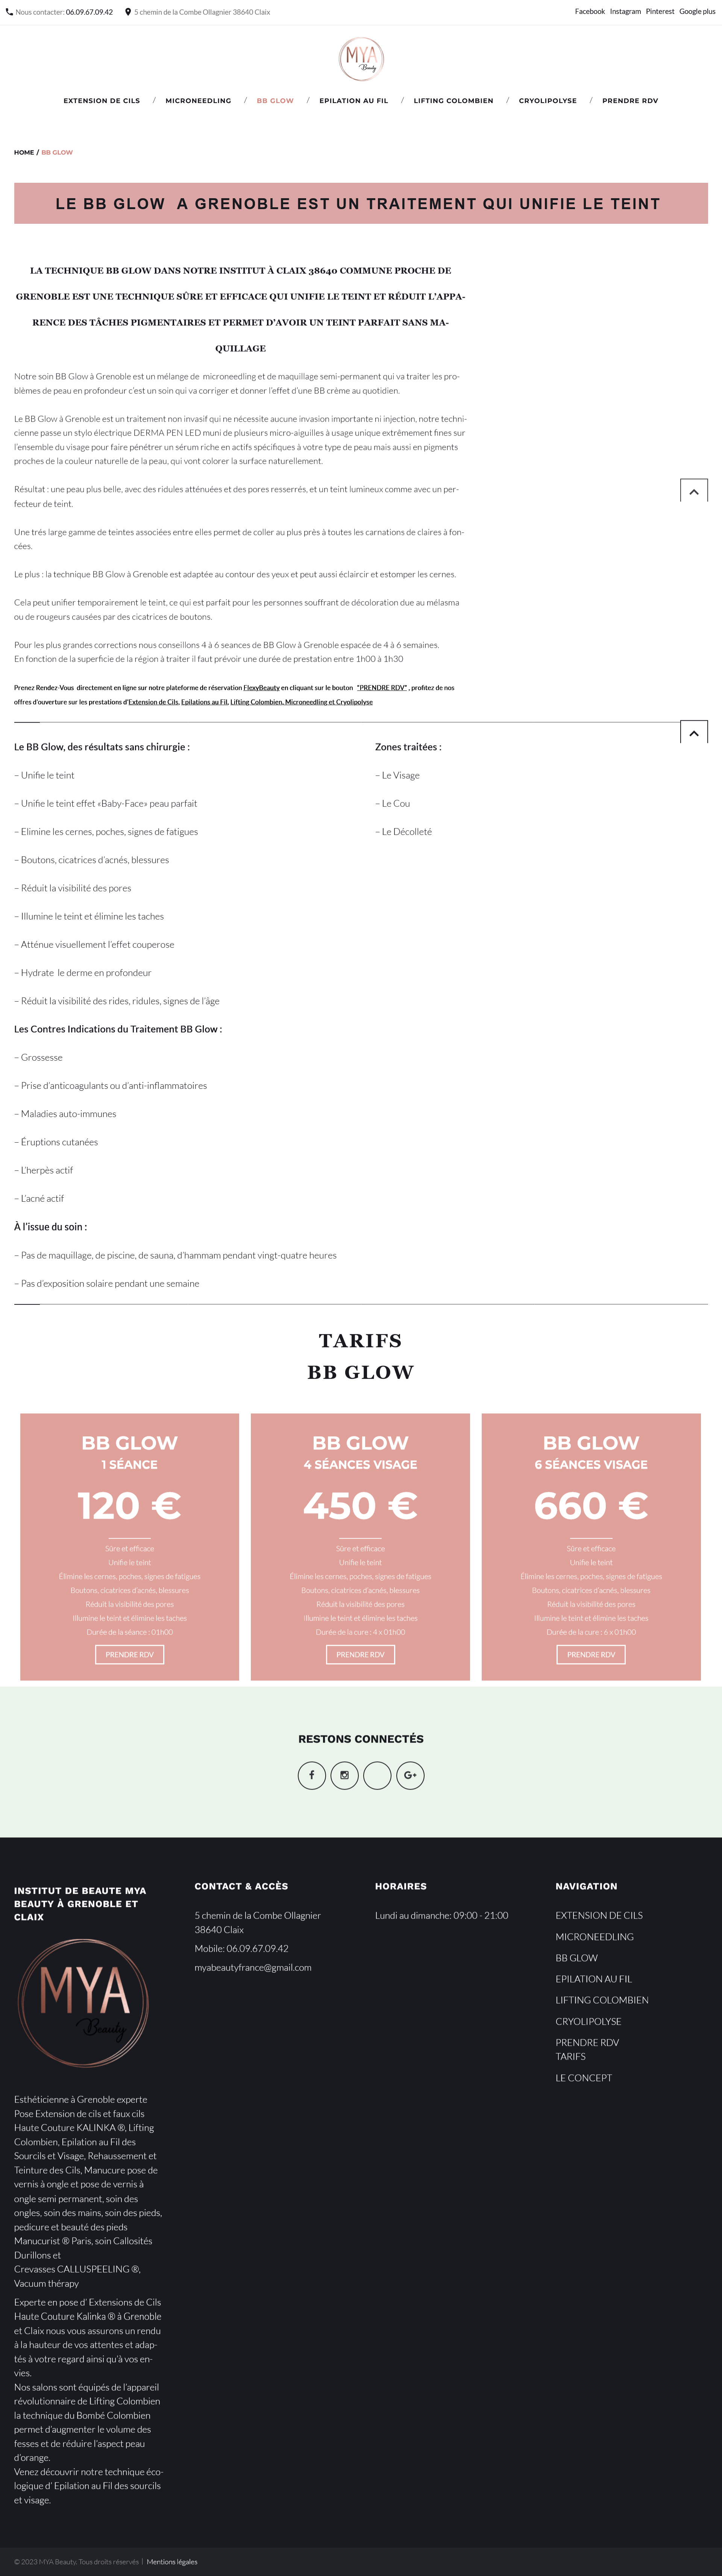 Nous contacter: 06.09.67.09.42
5 chemin de la Combe Ollagnier 38640 Claix
Facebook Instagram Pinterest Google plus
MYA
Beauty
EXTENSION DE CILS / MICRONEEDLING / BB GLOW / EPILATION AU FIL / LIFTING COLOMBIEN / CRYOLIPOLYSE / PRENDRE RDV
HOME / BB GLOW
LE BB GLOW A GRENOBLE EST UN TRAITEMENT QUI UNIFIE LE TEINT
LA TECHNIQUE BB GLOW DANS NOTRE INSTITUT À CLAIX 38640 COMMUNE PROCHE DE
GRENOBLE EST UNE TECHNIQUE SÛRE ET EFFICACE QUI UNIFIE LE TEINT ET RÉDUIT L'APPA-
RENCE DES TÂCHES PIGMENTAIRES ET PERMET D'AVOIR UN TEINT PARFAIT SANS MA-
QUILLAGE
Notre soin BB Glow à Grenoble est un mélange de microneedling et de maquillage semi-permanent qui va traiter les pro-
blèmes de peau en profondeur c'est un soin qui va corriger et donner l'effet d'une BB crème au quotidien.
Le BB Glow à Grenoble est un traitement non invasif qui ne nécessite aucune invasion importante ni injection, notre techni-
cienne passe un stylo électrique DERMA PEN LED muni de plusieurs micro-aiguilles à usage unique extrêmement fines sur
l'ensemble du visage pour faire pénétrer un sérum riche en actifs spécifiques à votre type de peau mais aussi en pigments
proches de la couleur naturelle de la peau, qui vont colorer la surface naturellement.
Résultat : une peau plus belle, avec des ridules atténuées et des pores resserrés, et un teint lumineux comme avec un per-
fecteur de teint.
Une trés large gamme de teintes associées entre elles permet de coller au plus près à toutes les carnations de claires à fon-
cées.
Le plus : la technique BB Glow à Grenoble est adaptée au contour des yeux et peut aussi éclaircir et estomper les cernes.
Cela peut unifier temporairement le teint, ce qui est parfait pour les personnes souffrant de décoloration due au mélasma
ou de rougeurs causées par des cicatrices de boutons.
Pour les plus grandes corrections nous conseillons 4 à 6 seances de BB Glow à Grenoble espacée de 4 à 6 semaines.
En fonction de la superficie de la région à traiter il faut prévoir une durée de prestation entre 1h00 à 1h30
Prenez Rendez-Vous directement en ligne sur notre plateforme de réservation FlexyBeauty en cliquant sur le bouton "PRENDRE RDV" , profitez de nos
offres d'ouverture sur les prestations d'Extension de Cils, Epilations au Fil, Lifting Colombien, Microneedling et Cryolipolyse
Le BB Glow, des résultats sans chirurgie :
– Unifie le teint
– Unifie le teint effet «Baby-Face» peau parfait
– Elimine les cernes, poches, signes de fatigues
– Boutons, cicatrices d'acnés, blessures
– Réduit la visibilité des pores
– Illumine le teint et élimine les taches
– Atténue visuellement l'effet couperose
– Hydrate le derme en profondeur
– Réduit la visibilité des rides, ridules, signes de l'âge
Les Contres Indications du Traitement BB Glow :
– Grossesse
– Prise d'anticoagulants ou d'anti-inflammatoires
– Maladies auto-immunes
– Éruptions cutanées
– L'herpès actif
– L'acné actif
À l'issue du soin :
– Pas de maquillage, de piscine, de sauna, d'hammam pendant vingt-quatre heures
– Pas d'exposition solaire pendant une semaine
Zones traitées :
– Le Visage
– Le Cou
– Le Décolleté
TARIFS
BB GLOW
BB GLOW
1 SÉANCE
120 €
Sûre et efficace
Unifie le teint
Élimine les cernes, poches, signes de fatigues
Boutons, cicatrices d'acnés, blessures
Réduit la visibilité des pores
Illumine le teint et élimine les taches
Durée de la séance : 01h00
PRENDRE RDV
BB GLOW
4 SÉANCES VISAGE
450 €
Sûre et efficace
Unifie le teint
Élimine les cernes, poches, signes de fatigues
Boutons, cicatrices d'acnés, blessures
Réduit la visibilité des pores
Illumine le teint et élimine les taches
Durée de la cure : 4 x 01h00
PRENDRE RDV
BB GLOW
6 SÉANCES VISAGE
660 €
Sûre et efficace
Unifie le teint
Élimine les cernes, poches, signes de fatigues
Boutons, cicatrices d'acnés, blessures
Réduit la visibilité des pores
Illumine le teint et élimine les taches
Durée de la cure : 6 x 01h00
PRENDRE RDV
RESTONS CONNECTÉS
INSTITUT DE BEAUTE MYA
BEAUTY À GRENOBLE ET
CLAIX
MYA
Beauty
Esthéticienne à Grenoble experte
Pose Extension de cils et faux cils
Haute Couture KALINKA ®, Lifting
Colombien, Epilation au Fil des
Sourcils et Visage, Rehaussement et
Teinture des Cils, Manucure pose de
vernis à ongle et pose de vernis à
ongle semi permanent, soin des
ongles, soin des mains, soin des pieds,
pedicure et beauté des pieds
Manucurist ® Paris, soin Callosités
Durillons et
Crevasses CALLUSPEELING ®,
Vacuum thérapy
Experte en pose d' Extensions de Cils
Haute Couture Kalinka ® à Grenoble
et Claix nous vous assurons un rendu
à la hauteur de vos attentes et adap-
tés à votre regard ainsi qu'à vos en-
vies.
Nos salons sont équipés de l'appareil
révolutionnaire de Lifting Colombien
la technique du Bombé Colombien
permet d'augmenter le volume des
fesses et de réduire l'aspect peau
d'orange.
Venez découvrir notre technique éco-
logique d' Epilation au Fil des sourcils
et visage.
CONTACT & ACCÈS
5 chemin de la Combe Ollagnier
38640 Claix
Mobile: 06.09.67.09.42
myabeautyfrance@gmail.com
HORAIRES
Lundi au dimanche: 09:00 - 21:00
NAVIGATION
EXTENSION DE CILS
MICRONEEDLING
BB GLOW
EPILATION AU FIL
LIFTING COLOMBIEN
CRYOLIPOLYSE
PRENDRE RDV
TARIFS
LE CONCEPT
© 2023 MYA Beauty, Tous droits réservés | Mentions légales